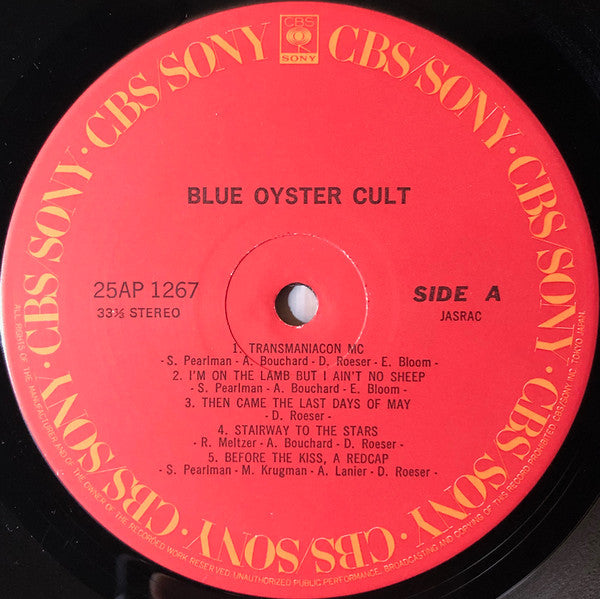 CBS
SONY
CBS/SONY · CBS/SONY · CBS/SONY · CBS/SONY · CBS/SONY · CBS SONY · CBS/SONY ·
BLUE OYSTER CULT
25AP 1267
33⅓ STEREO
SIDE A
JASRAC
1. TRANSMANIACON MC
- S. Pearlman - A. Bouchard - D. Roeser - E. Bloom -
2. I'M ON THE LAMB BUT I AIN'T NO SHEEP
- S. Pearlman - A. Bouchard - E. Bloom -
3. THEN CAME THE LAST DAYS OF MAY
- D. Roeser -
4. STAIRWAY TO THE STARS
- R. Meltzer - A. Bouchard - D. Roeser -
5. BEFORE THE KISS, A REDCAP
- S. Pearlman - M. Krugman - A. Lanier - D. Roeser -
ALL RIGHTS OF THE MANUFACTURER AND OF THE OWNER OF THE RECORDED WORK RESERVED UNAUTHORIZED PUBLIC PERFORMANCE, BROADCASTING AND COPYING OF THIS RECORD PROHIBITED CBS/SONY INC. TOKYO JAPAN.